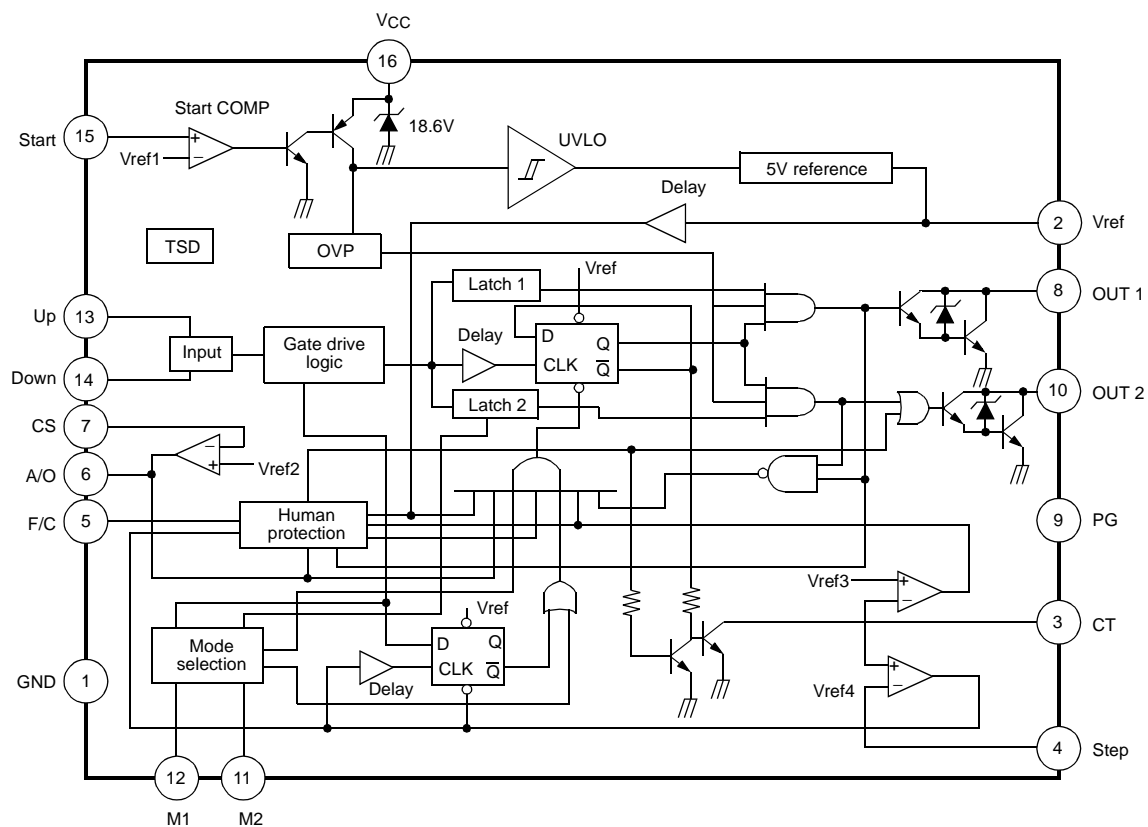 VCC
16
Start COMP
Start
15
+
−
Vref1
18.6V
UVLO
5V reference
Delay
2
Vref
TSD
OVP
Vref
Latch 1
8
OUT 1
Up
13
Input
Gate drive
logic
Delay
D
Q
CLK
Q
Down
14
Latch 2
10
OUT 2
CS
7
−
+
Vref2
A/O
6
F/C
5
Human
protection
9
PG
Vref3
+
−
Vref
3
CT
Mode
selection
D
Q
CLK
Q
Delay
GND
1
+
−
Vref4
4
Step
12
11
M1
M2